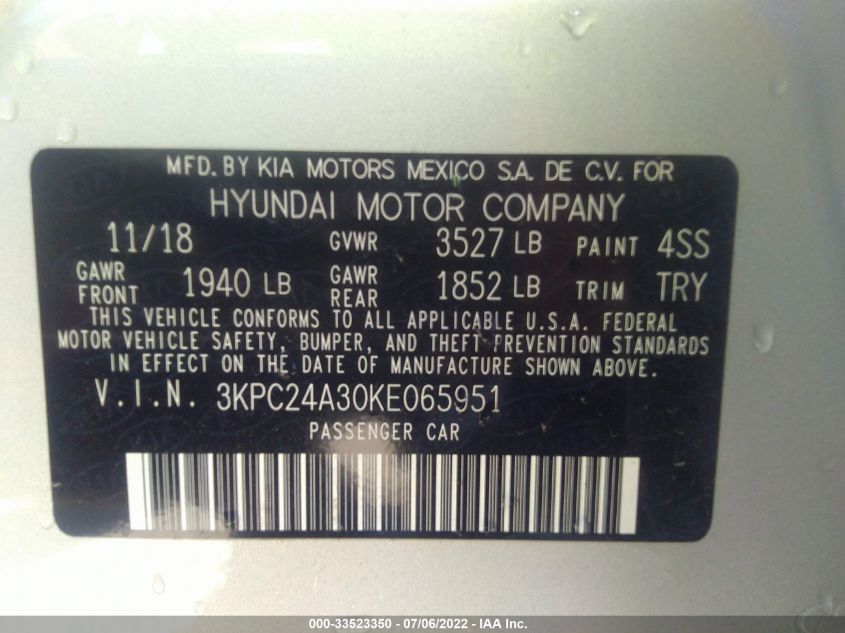 MFD. BY KIA MOTORS MEXICO S.A. DE C.V. FOR
HYUNDAI MOTOR COMPANY
11/18 GVWR 3527 LB PAINT 4SS
GAWR FRONT 1940 LB GAWR REAR 1852 LB TRIM TRY
THIS VEHICLE CONFORMS TO ALL APPLICABLE U.S.A. FEDERAL
MOTOR VEHICLE SAFETY, BUMPER, AND THEFT PREVENTION STANDARDS
IN EFFECT ON THE DATE OF MANUFACTURE SHOWN ABOVE.
V.I.N. 3KPC24A30KE065951
PASSENGER CAR
000-33523350 - 07/06/2022 - IAA Inc.